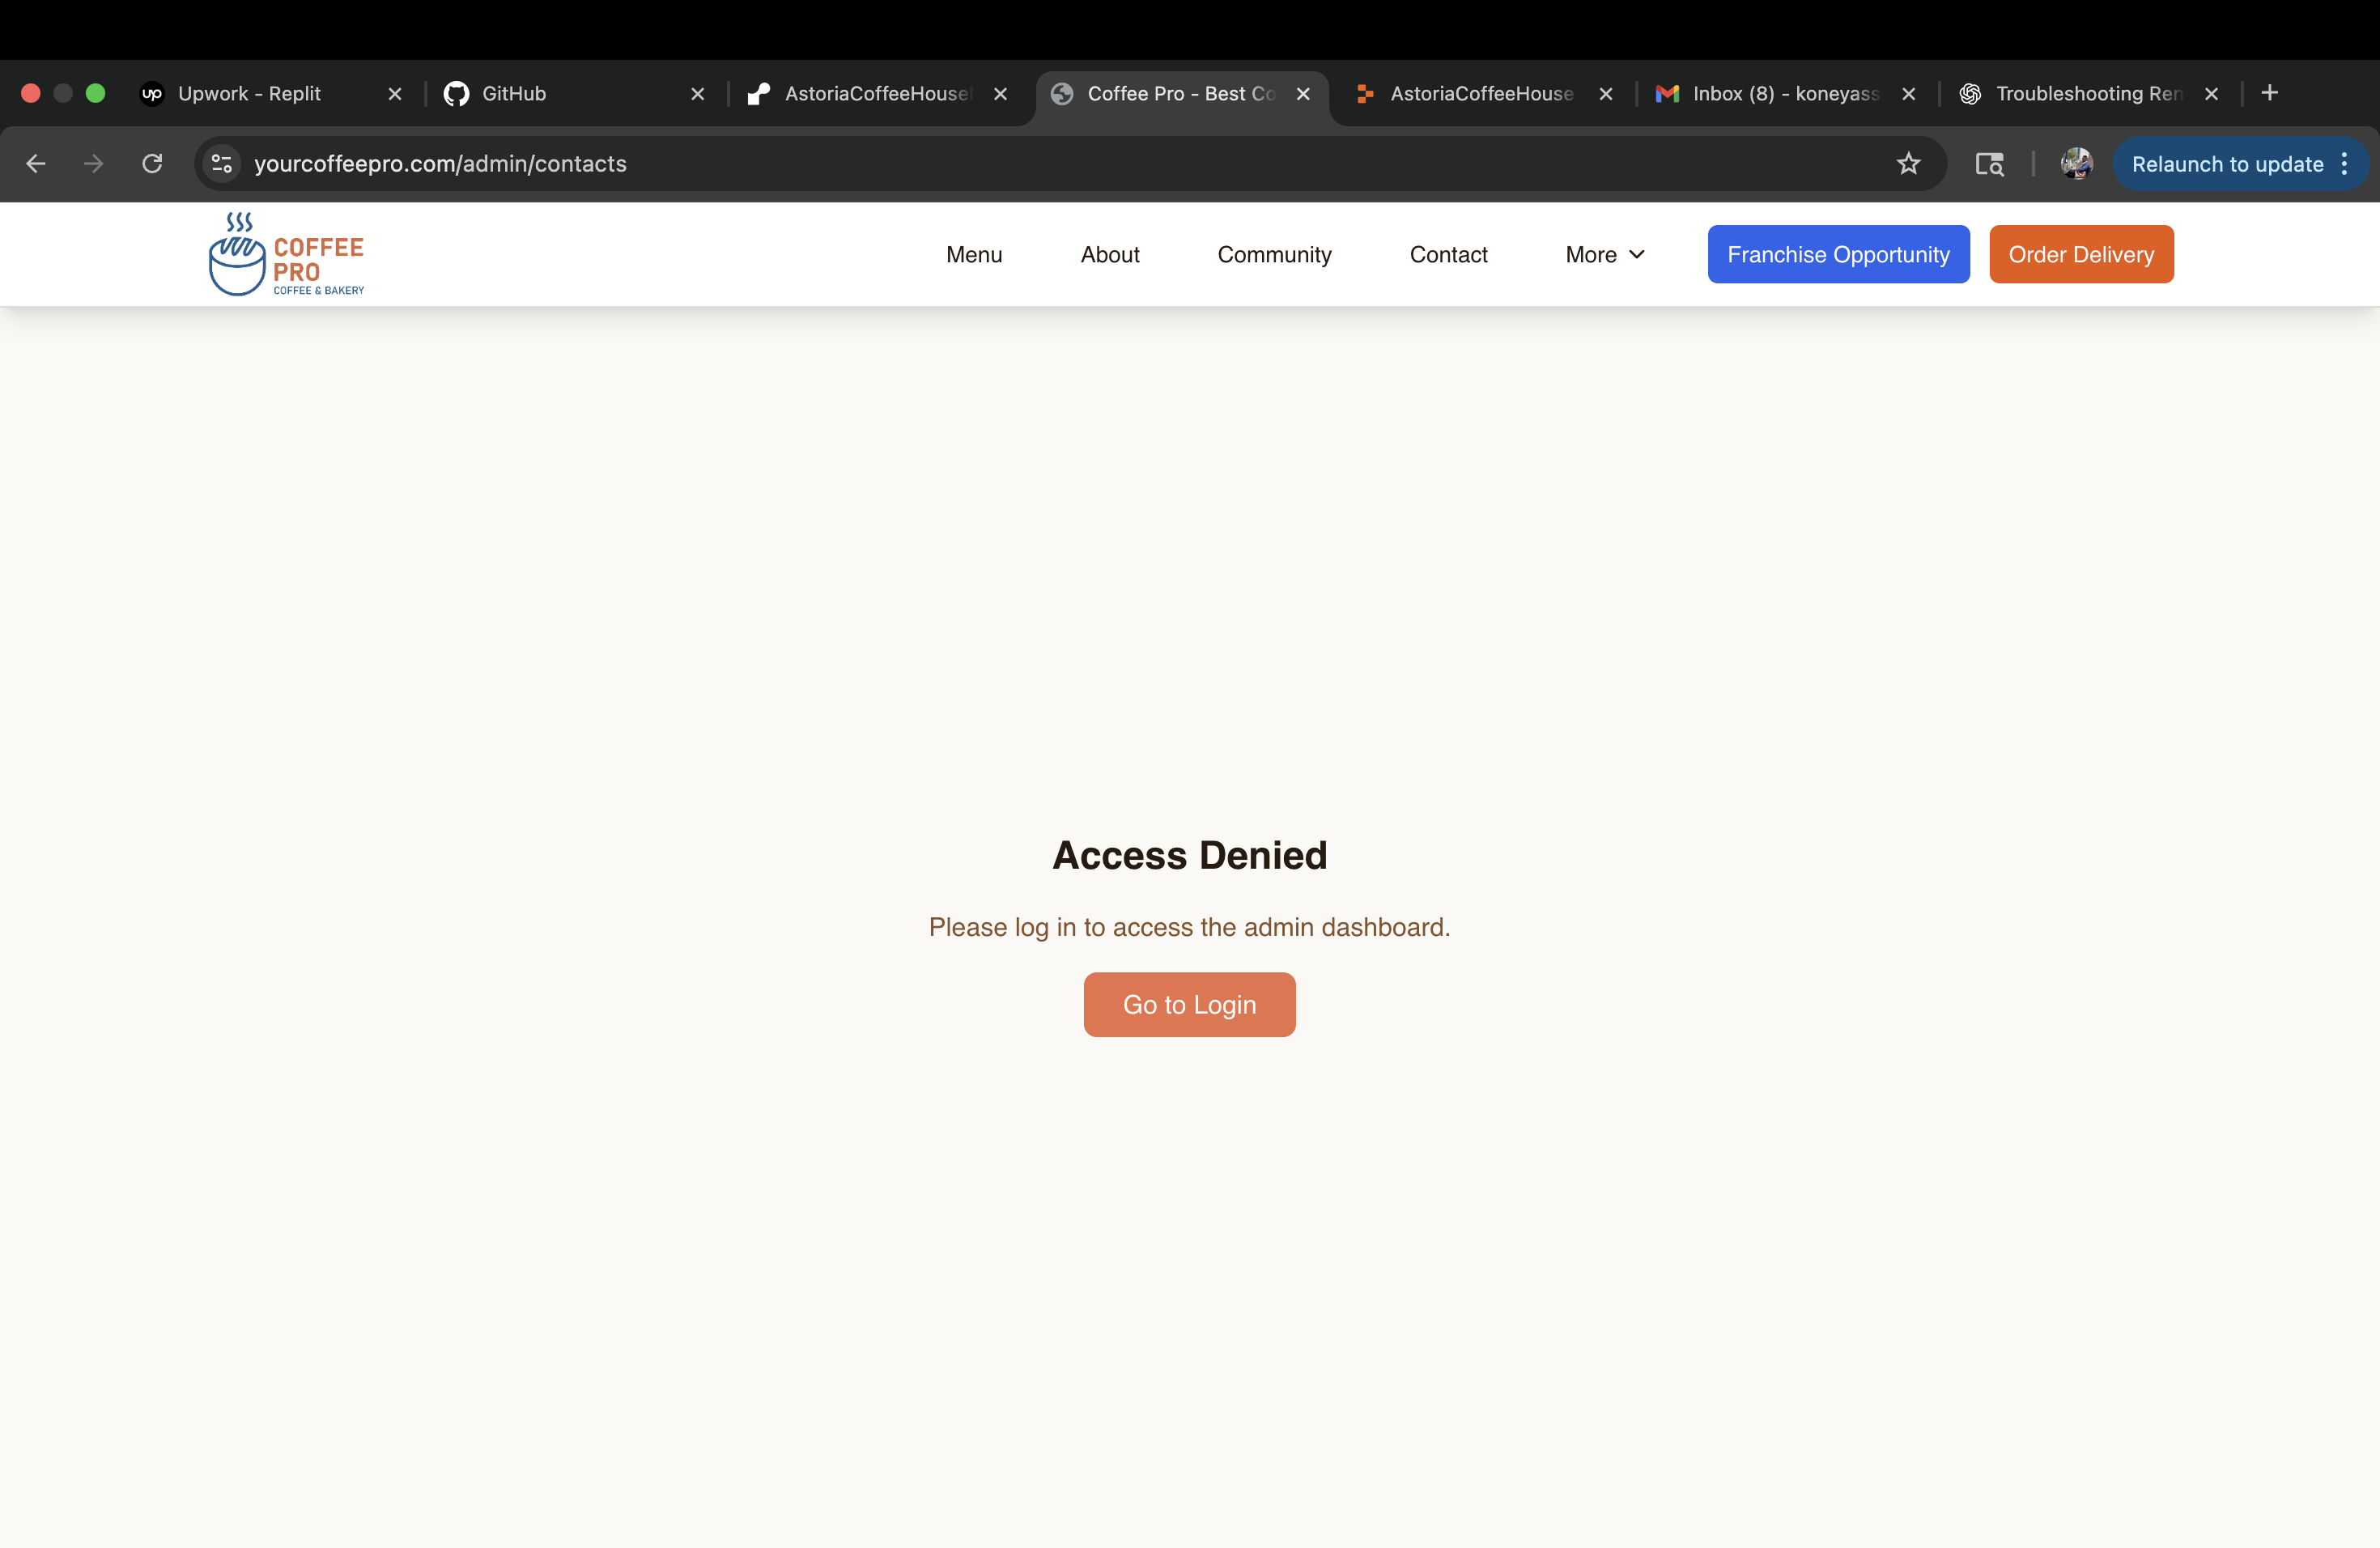 up Upwork - Replit
GitHub
AstoriaCoffeeHouse
Coffee Pro - Best Co
AstoriaCoffeeHouse
Inbox (8) - koneyass
Troubleshooting Ren
yourcoffeepro.com/admin/contacts
Relaunch to update
COFFEE
PRO
COFFEE & BAKERY
Menu
About
Community
Contact
More
Franchise Opportunity
Order Delivery
Access Denied
Please log in to access the admin dashboard.
Go to Login